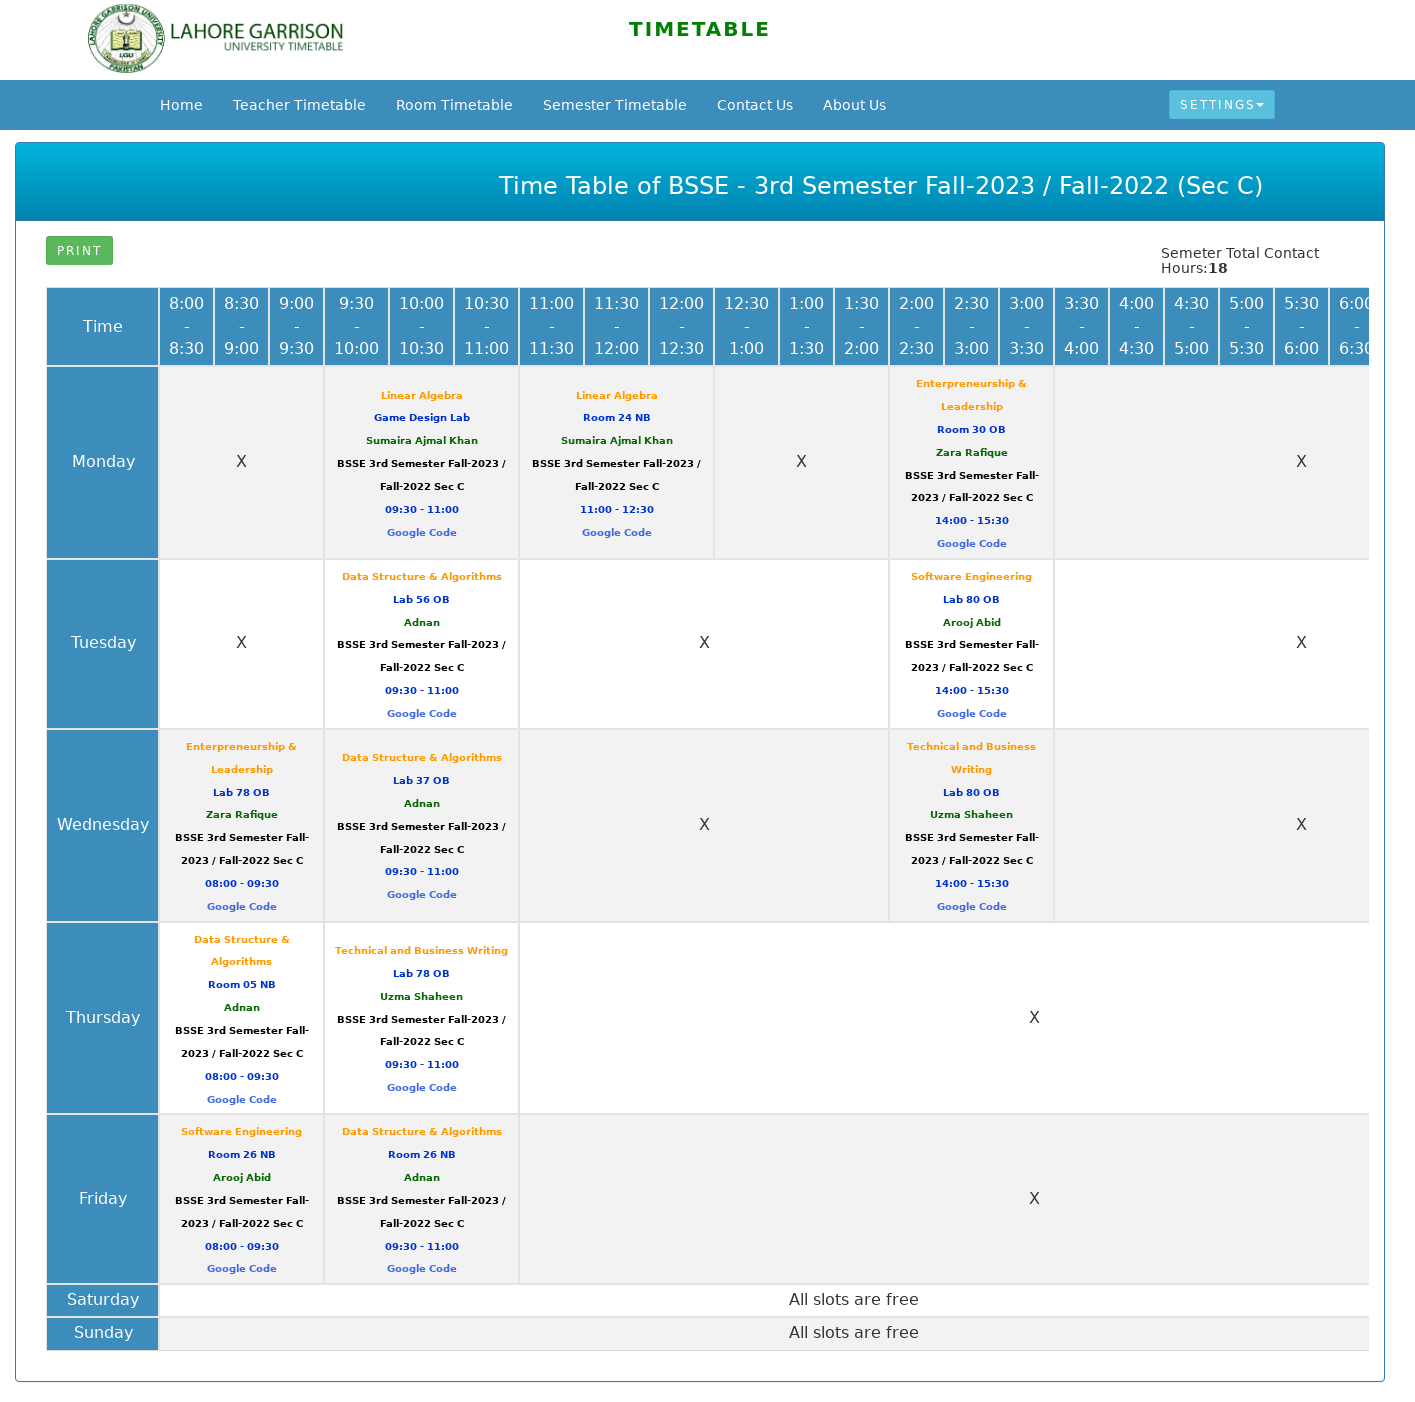 LAHORE GARRISON UNIVERSITY
LGU
PAKISTAN
LAHORE GARRISON
UNIVERSITY TIMETABLE
TIMETABLE
Home Teacher Timetable Room Timetable Semester Timetable Contact Us About Us SETTINGS
Time Table of BSSE - 3rd Semester Fall-2023 / Fall-2022 (Sec C)
PRINT
Semeter Total Contact
Hours:18
Time
8:00 - 8:30
8:30 - 9:00
9:00 - 9:30
9:30 - 10:00
10:00 - 10:30
10:30 - 11:00
11:00 - 11:30
11:30 - 12:00
12:00 - 12:30
12:30 - 1:00
1:00 - 1:30
1:30 - 2:00
2:00 - 2:30
2:30 - 3:00
3:00 - 3:30
3:30 - 4:00
4:00 - 4:30
4:30 - 5:00
5:00 - 5:30
5:30 - 6:00
6:00 - 6:30
Monday
X
Linear Algebra
Game Design Lab
Sumaira Ajmal Khan
BSSE 3rd Semester Fall-2023 /
Fall-2022 Sec C
09:30 - 11:00
Google Code
Linear Algebra
Room 24 NB
Sumaira Ajmal Khan
BSSE 3rd Semester Fall-2023 /
Fall-2022 Sec C
11:00 - 12:30
Google Code
X
Enterpreneurship &
Leadership
Room 30 OB
Zara Rafique
BSSE 3rd Semester Fall-
2023 / Fall-2022 Sec C
14:00 - 15:30
Google Code
X
Tuesday
X
Data Structure & Algorithms
Lab 56 OB
Adnan
BSSE 3rd Semester Fall-2023 /
Fall-2022 Sec C
09:30 - 11:00
Google Code
X
Software Engineering
Lab 80 OB
Arooj Abid
BSSE 3rd Semester Fall-
2023 / Fall-2022 Sec C
14:00 - 15:30
Google Code
X
Wednesday
Enterpreneurship &
Leadership
Lab 78 OB
Zara Rafique
BSSE 3rd Semester Fall-
2023 / Fall-2022 Sec C
08:00 - 09:30
Google Code
Data Structure & Algorithms
Lab 37 OB
Adnan
BSSE 3rd Semester Fall-2023 /
Fall-2022 Sec C
09:30 - 11:00
Google Code
X
Technical and Business
Writing
Lab 80 OB
Uzma Shaheen
BSSE 3rd Semester Fall-
2023 / Fall-2022 Sec C
14:00 - 15:30
Google Code
X
Thursday
Data Structure &
Algorithms
Room 05 NB
Adnan
BSSE 3rd Semester Fall-
2023 / Fall-2022 Sec C
08:00 - 09:30
Google Code
Technical and Business Writing
Lab 78 OB
Uzma Shaheen
BSSE 3rd Semester Fall-2023 /
Fall-2022 Sec C
09:30 - 11:00
Google Code
X
Friday
Software Engineering
Room 26 NB
Arooj Abid
BSSE 3rd Semester Fall-
2023 / Fall-2022 Sec C
08:00 - 09:30
Google Code
Data Structure & Algorithms
Room 26 NB
Adnan
BSSE 3rd Semester Fall-2023 /
Fall-2022 Sec C
09:30 - 11:00
Google Code
X
Saturday
All slots are free
Sunday
All slots are free